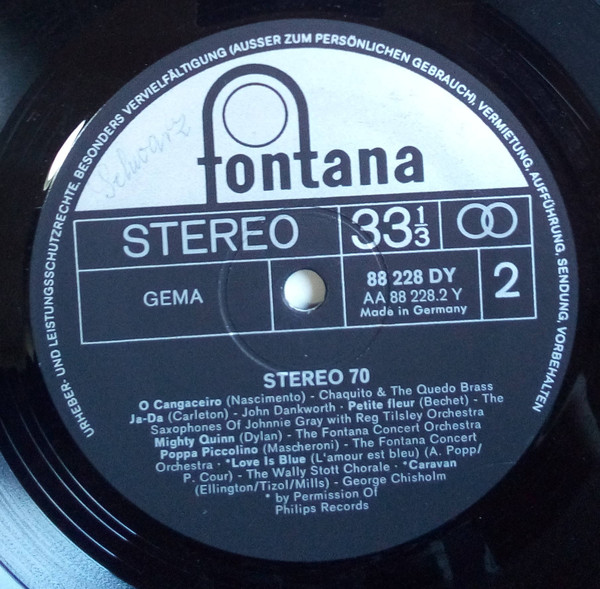 URHEBER- UND LEISTUNGSSCHUTZRECHTE, BESONDERS VERVIELFÄLTIGUNG (AUSSER ZUM PERSÖNLICHEN GEBRAUCH), VERMIETUNG, AUFFÜHRUNG, SENDUNG, VORBEHALTEN
Schwarz
fontana
STEREO 33 1/3
GEMA
88 228 DY
AA 88 228.2 Y
Made in Germany
2
STEREO 70
O Cangaceiro (Nascimento) - Chaquito & The Quedo Brass
Ja-Da (Carleton) - John Dankworth · Petite fleur (Bechet) - The
Saxophones Of Johnnie Gray with Reg Tilsley Orchestra
Mighty Quinn (Dylan) - The Fontana Concert Orchestra
Poppa Piccolino (Mascheroni) - The Fontana Concert
Orchestra · *Love Is Blue (L'amour est bleu) (A. Popp/
P. Cour) - The Wally Stott Chorale · *Caravan
(Ellington/Tizol/Mills) - George Chisholm
* by Permission Of
Philips Records